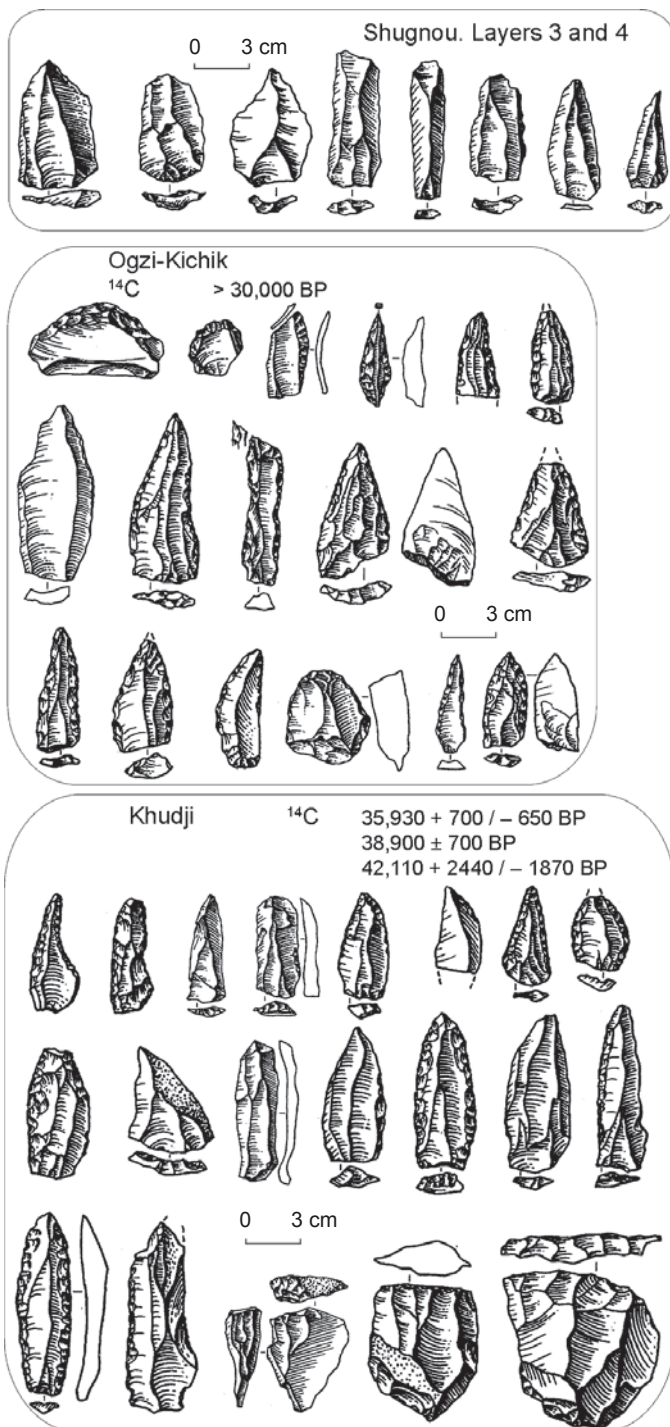 Shugnou. Layers 3 and 4
0 3 cm
Ogzi-Kichik
¹⁴C > 30,000 BP
0 3 cm
Khudji ¹⁴C 35,930 + 700 / – 650 BP
38,900 ± 700 BP
42,110 + 2440 / – 1870 BP
0 3 cm